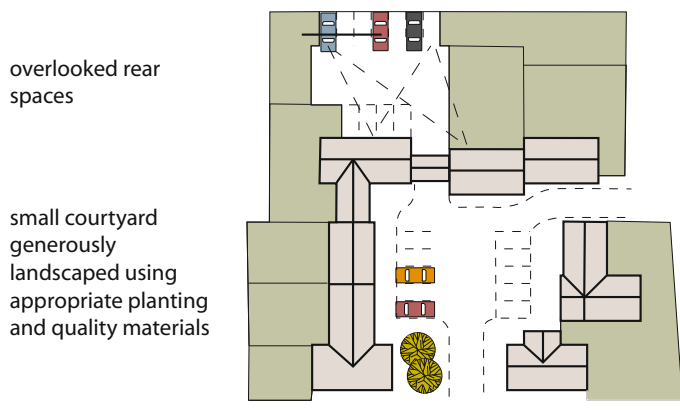 overlooked rear
spaces
small courtyard
generously
landscaped using
appropriate planting
and quality materials